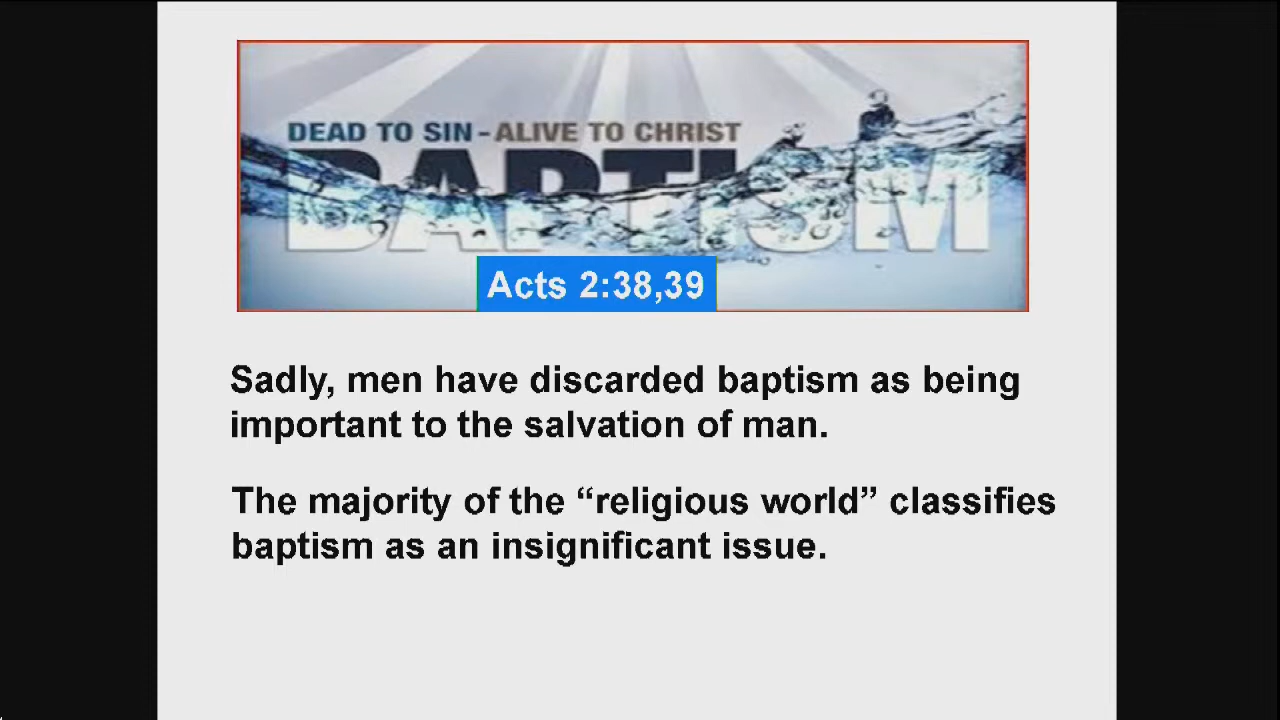 DEAD TO SIN - ALIVE TO CHRIST
BAPTISM
Acts 2:38,39
Sadly, men have discarded baptism as being
important to the salvation of man.
The majority of the “religious world” classifies
baptism as an insignificant issue.